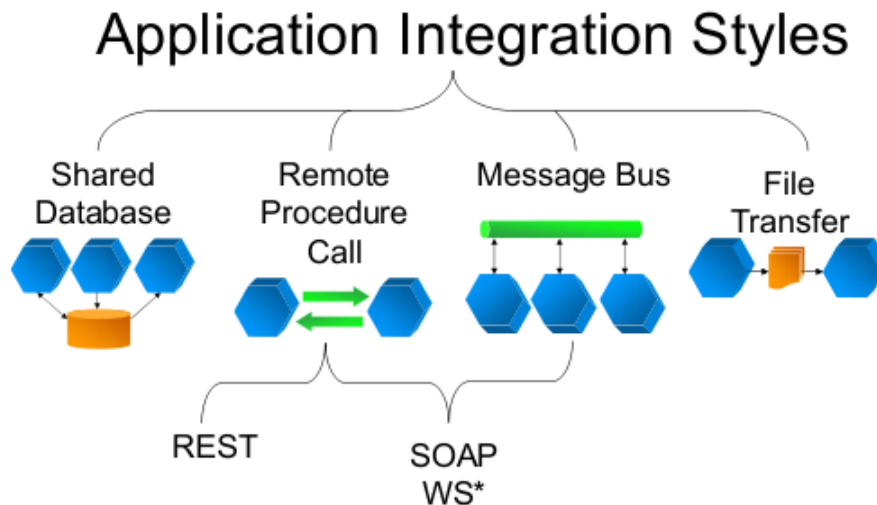 Application Integration Styles
Shared
Database
Remote
Procedure
Call
Message Bus
File
Transfer
REST
SOAP
WS*